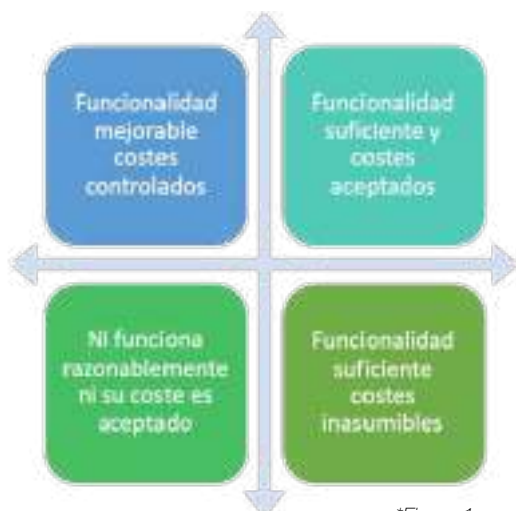 Funcionalidad
mejorable
costes
controlados
Funcionalidad
suficiente y
costes
aceptados
Ni funciona
razonablemente
ni su coste es
aceptado
Funcionalidad
suficiente
costes
inasumibles